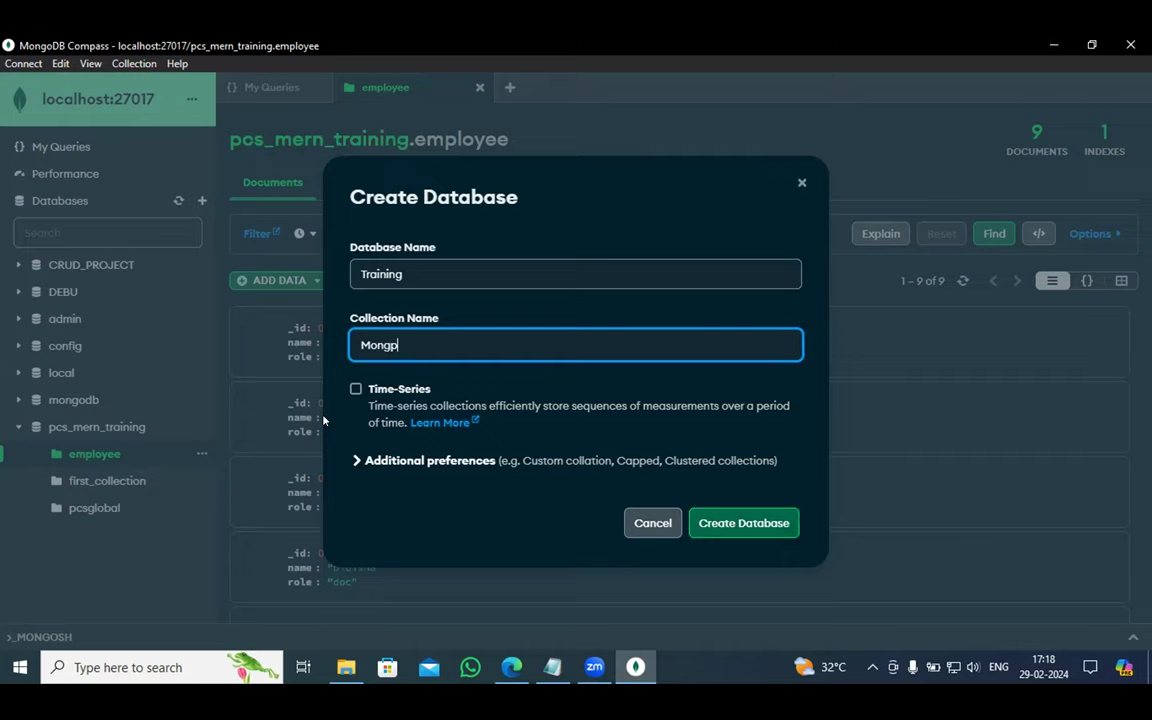 MongoDB Compass - localhost:27017/pcs_mern_training.employee
Connect Edit View Collection Help
localhost:27017 ...
{} My Queries
employee
pcs_mern_training.employee
9
DOCUMENTS
1
INDEXES
My Queries
Performance
Databases
Search
CRUD_PROJECT
DEBU
admin
config
local
mongodb
pcs_mern_training
employee ...
first_collection
pcsglobal
Documents
Filter
Explain Reset Find </> Options
ADD DATA
1 – 9 of 9
_id:
name
role :
_id:
name :
role :
_id:
name
role :
_id:
name :
role : "doc"
Create Database
Database Name
Training
Collection Name
Mongp
Time-Series
Time-series collections efficiently store sequences of measurements over a period
of time. Learn More
Additional preferences (e.g. Custom collation, Capped, Clustered collections)
Cancel Create Database
>_MONGOSH
Type here to search
32°C
ENG
17:18
29-02-2024